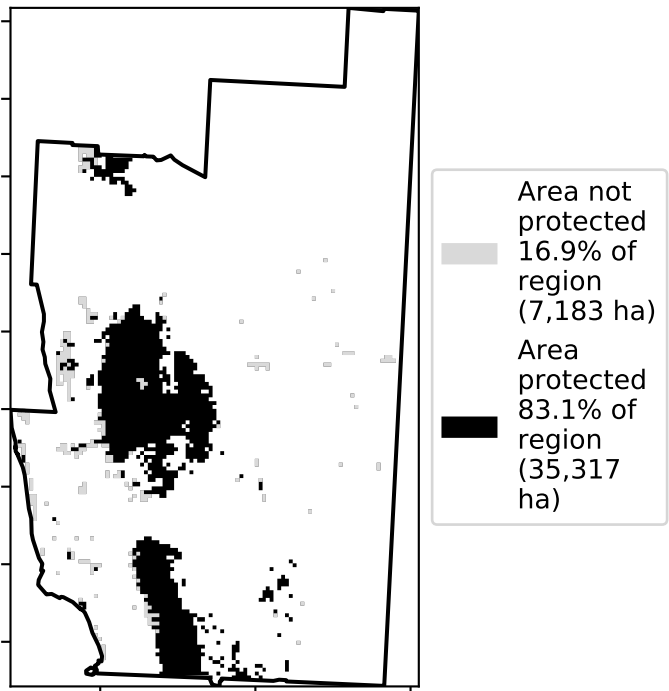 Area not
protected
16.9% of
region
(7,183 ha)
Area
protected
83.1% of
region
(35,317
ha)